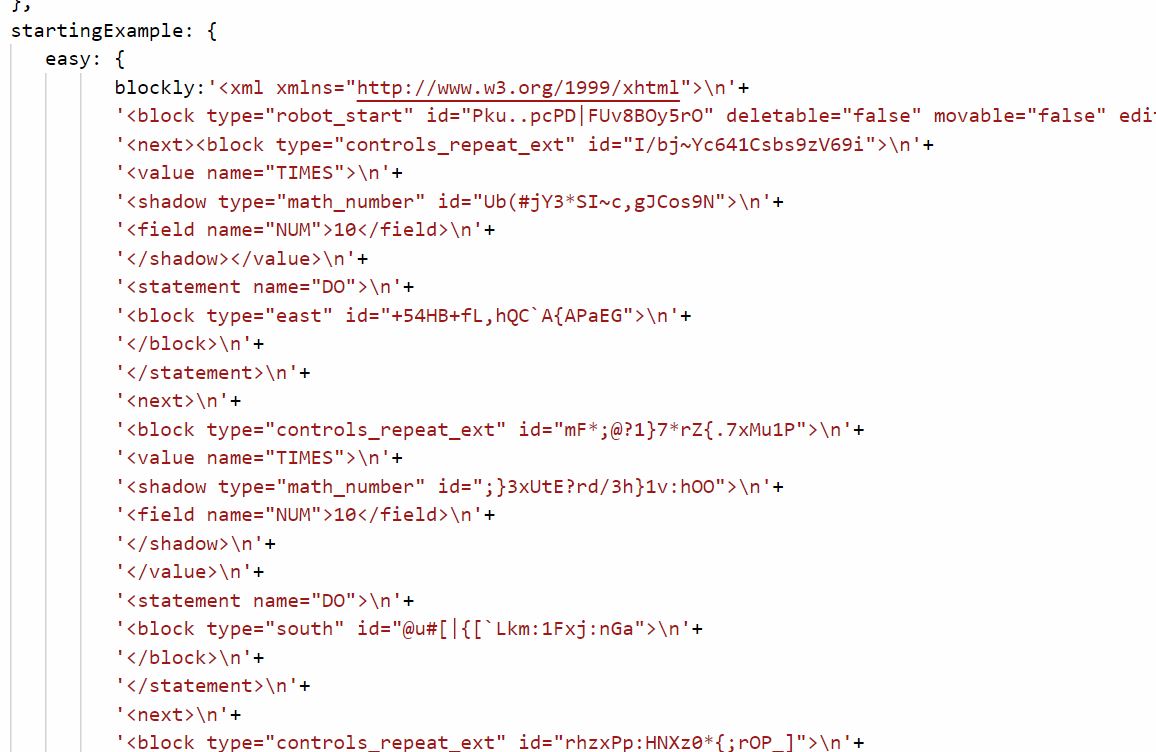 },
startingExample: {
easy: {
blockly:'<xml xmlns="http://www.w3.org/1999/xhtml">\n'+
'<block type="robot_start" id="Pku..pcPD|FUv8BOy5rO" deletable="false" movable="false" edi
'<next><block type="controls_repeat_ext" id="I/bj~Yc641Csbs9zV69i">\n'+
'<value name="TIMES">\n'+
'<shadow type="math_number" id="Ub(#jY3*SI~c,gJCos9N">\n'+
'<field name="NUM">10</field>\n'+
'</shadow></value>\n'+
'<statement name="DO">\n'+
'<block type="east" id="+54HB+fL,hQC`A{APaEG">\n'+
'</block>\n'+
'</statement>\n'+
'<next>\n'+
'<block type="controls_repeat_ext" id="mF*;@?1}7*rZ{.7xMu1P">\n'+
'<value name="TIMES">\n'+
'<shadow type="math_number" id=";}3xUtE?rd/3h}1v:hOO">\n'+
'<field name="NUM">10</field>\n'+
'</shadow>\n'+
'</value>\n'+
'<statement name="DO">\n'+
'<block type="south" id="@u#[|{[`Lkm:1Fxj:nGa">\n'+
'</block>\n'+
'</statement>\n'+
'<next>\n'+
'<block type="controls_repeat_ext" id="rhzxPp:HNXz0*{;rOP_]">\n'+